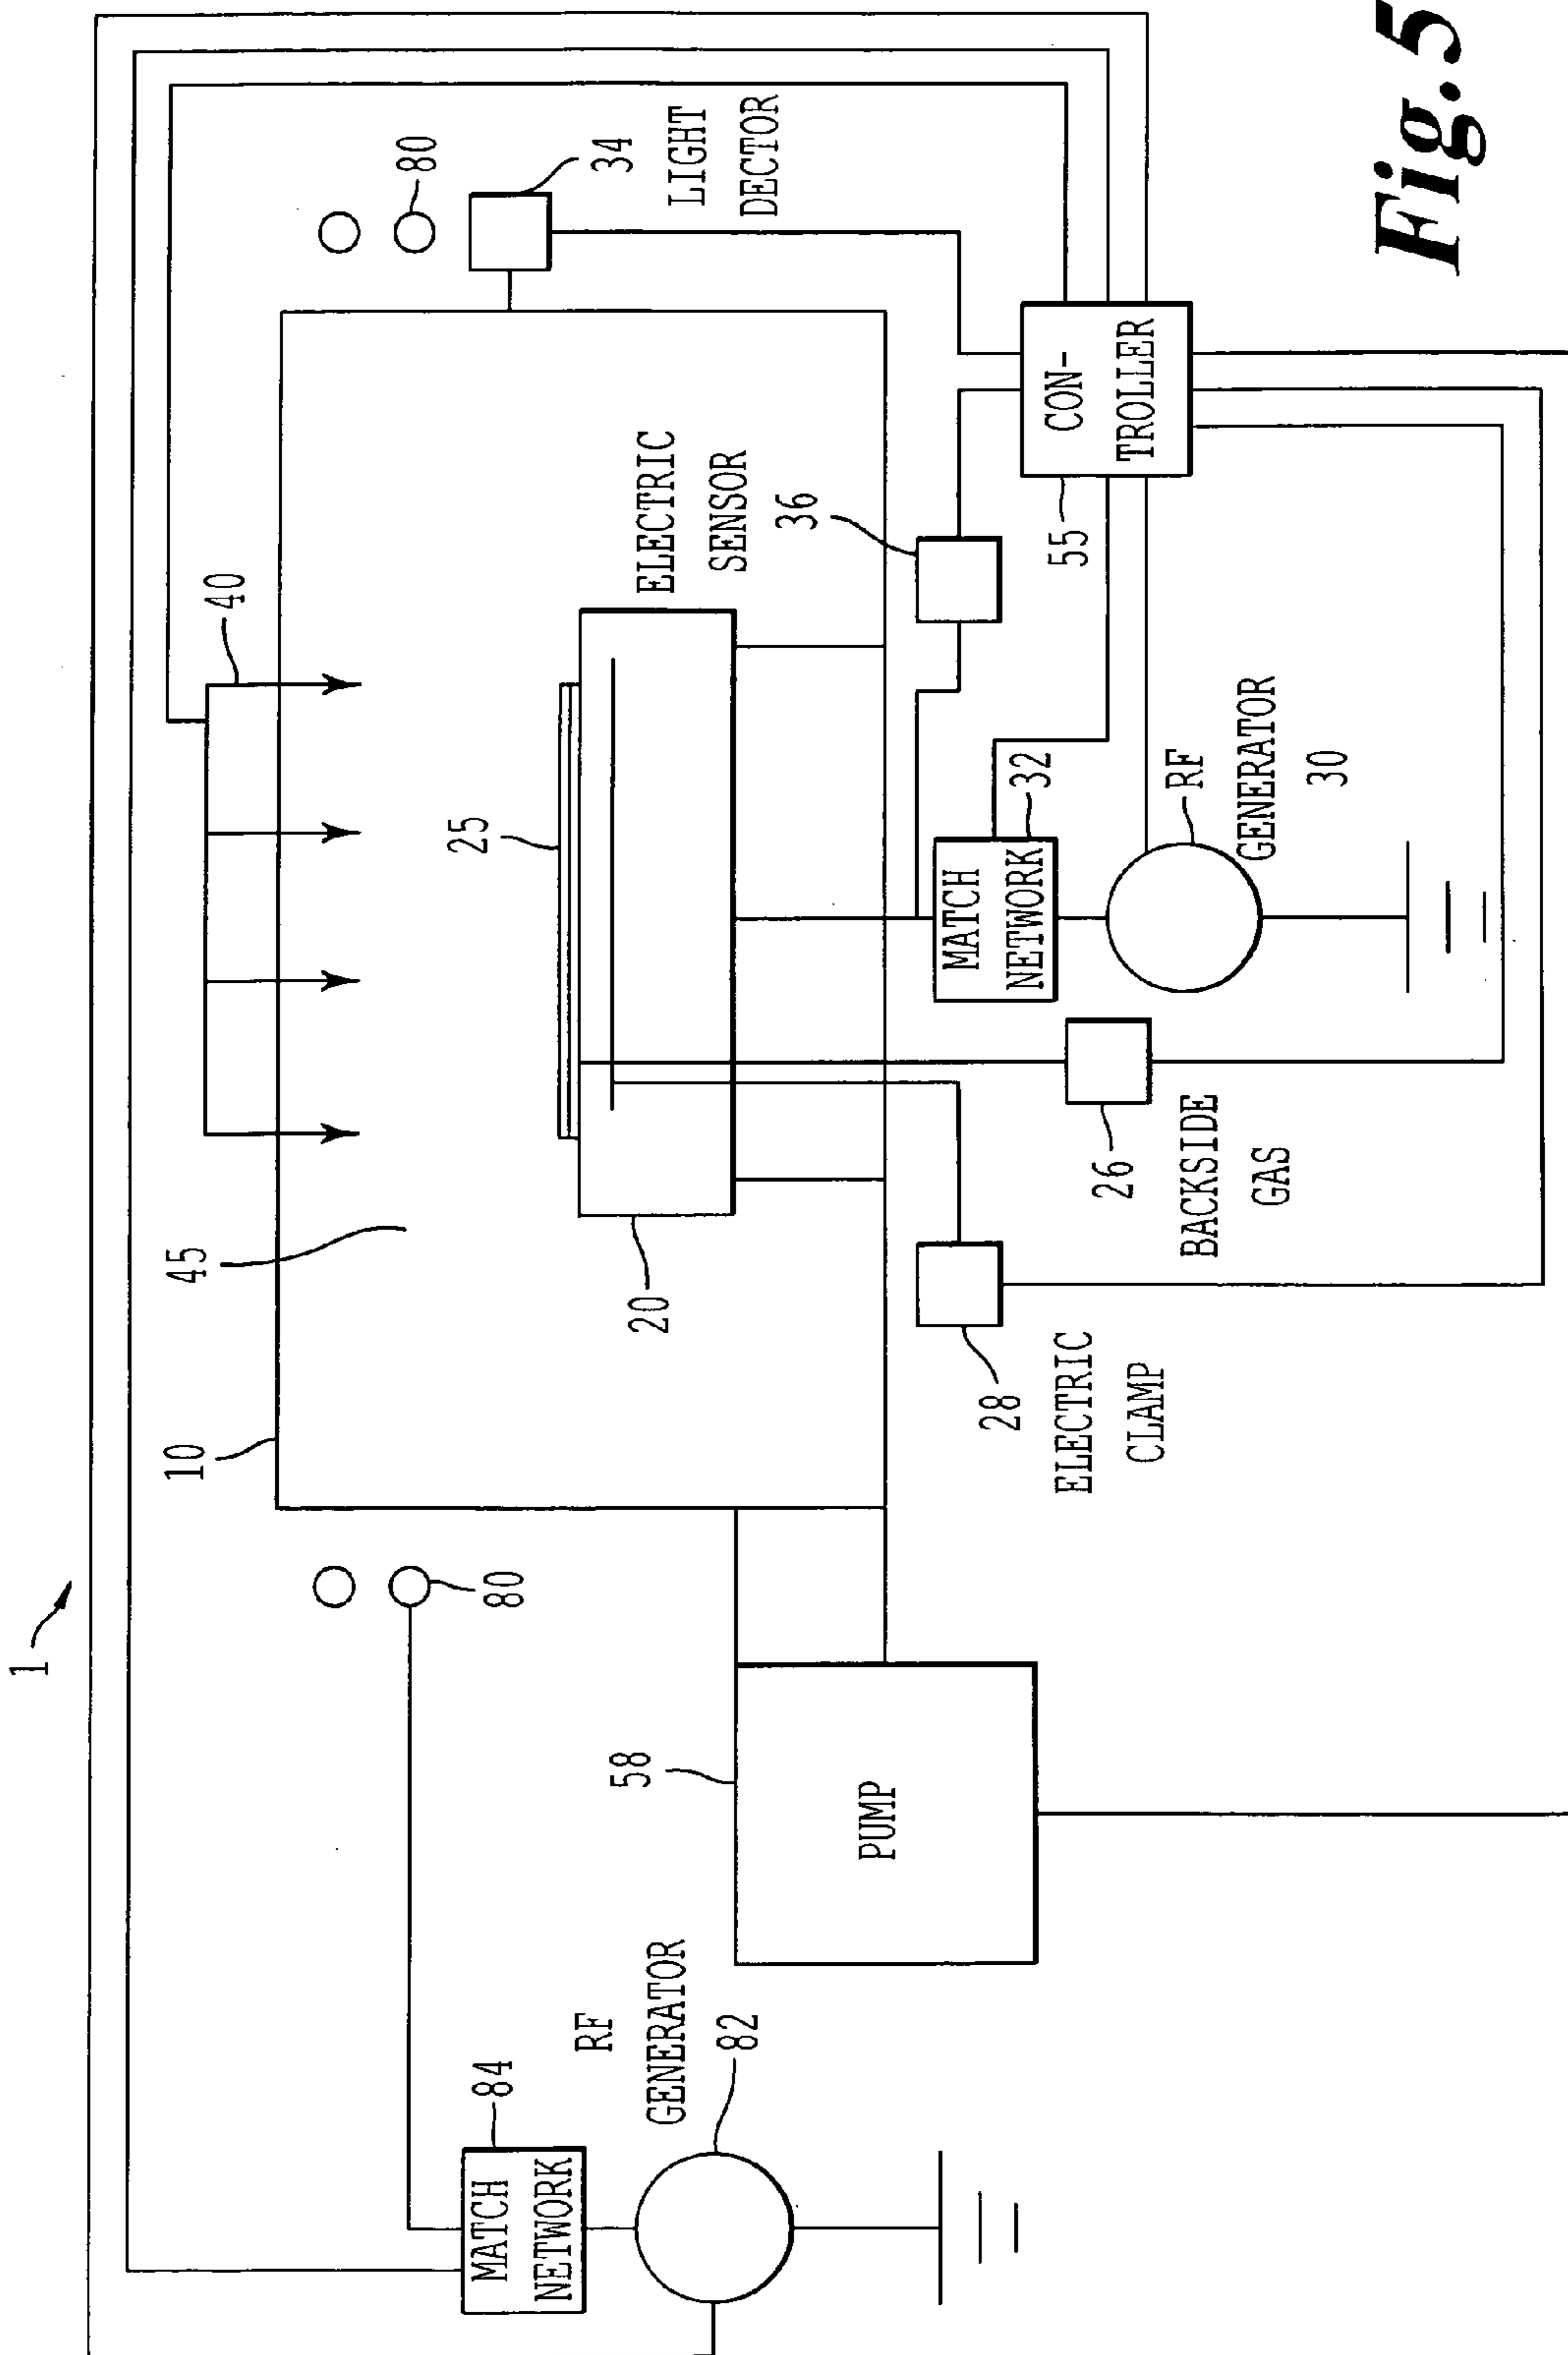 1
10
45
40
80
34
LIGHT
DECTOR
80
25
20
ELECTRIC
SENSOR
36
84
MATCH
NETWORK
RF
GENERATOR
82
58
PUMP
28
ELECTRIC
CLAMP
26
BACKSIDE
GAS
MATCH
NETWORK
32
RF
GENERATOR
30
55
CON-
TROLLER
Fig.5